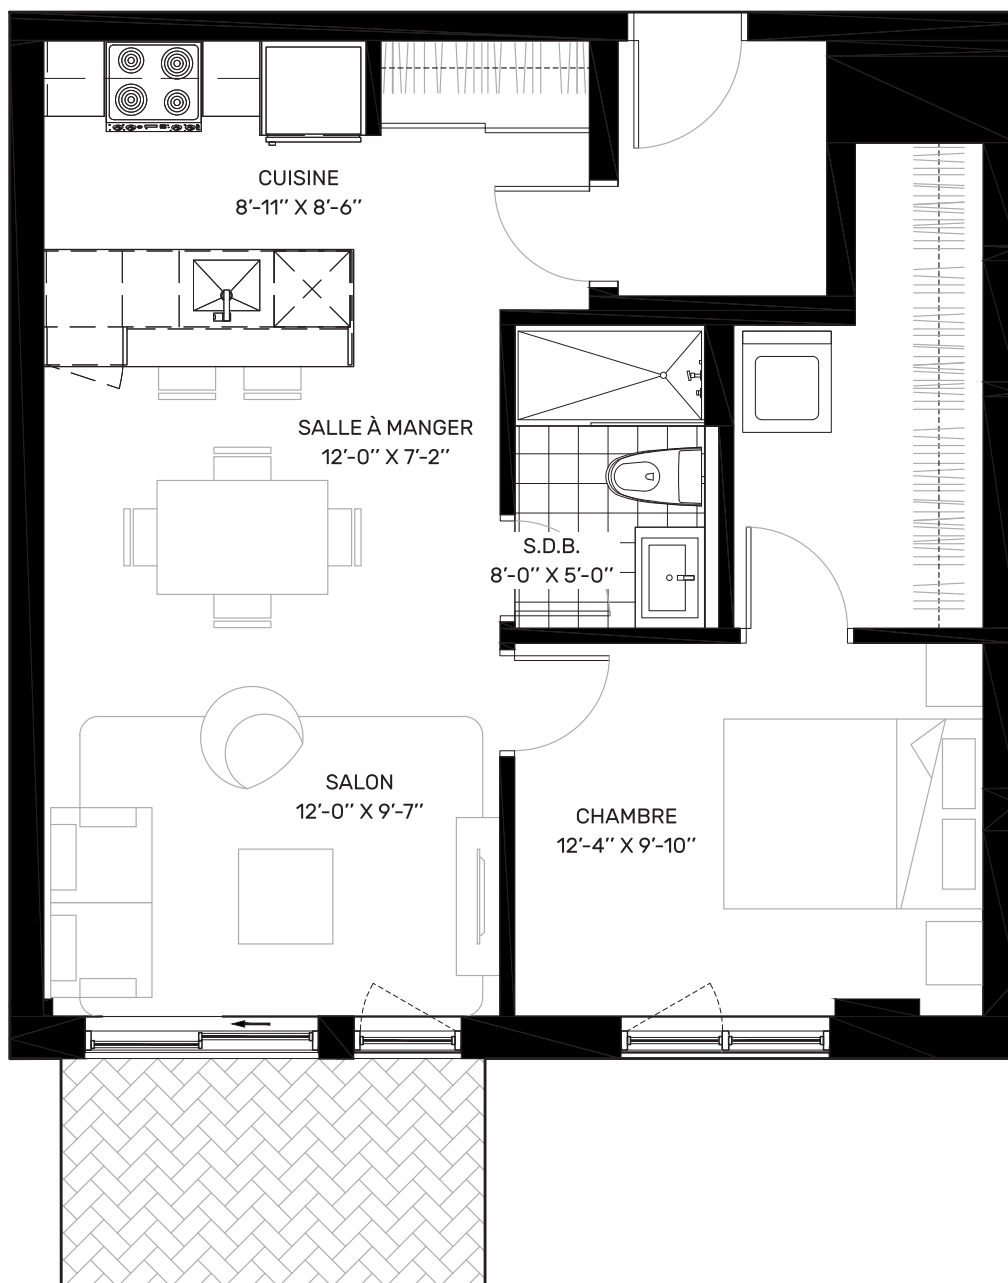 CUISINE
8'-11'' X 8'-6''
SALLE À MANGER
12'-0'' X 7'-2''
S.D.B.
8'-0'' X 5'-0''
SALON
12'-0'' X 9'-7''
CHAMBRE
12'-4'' X 9'-10''